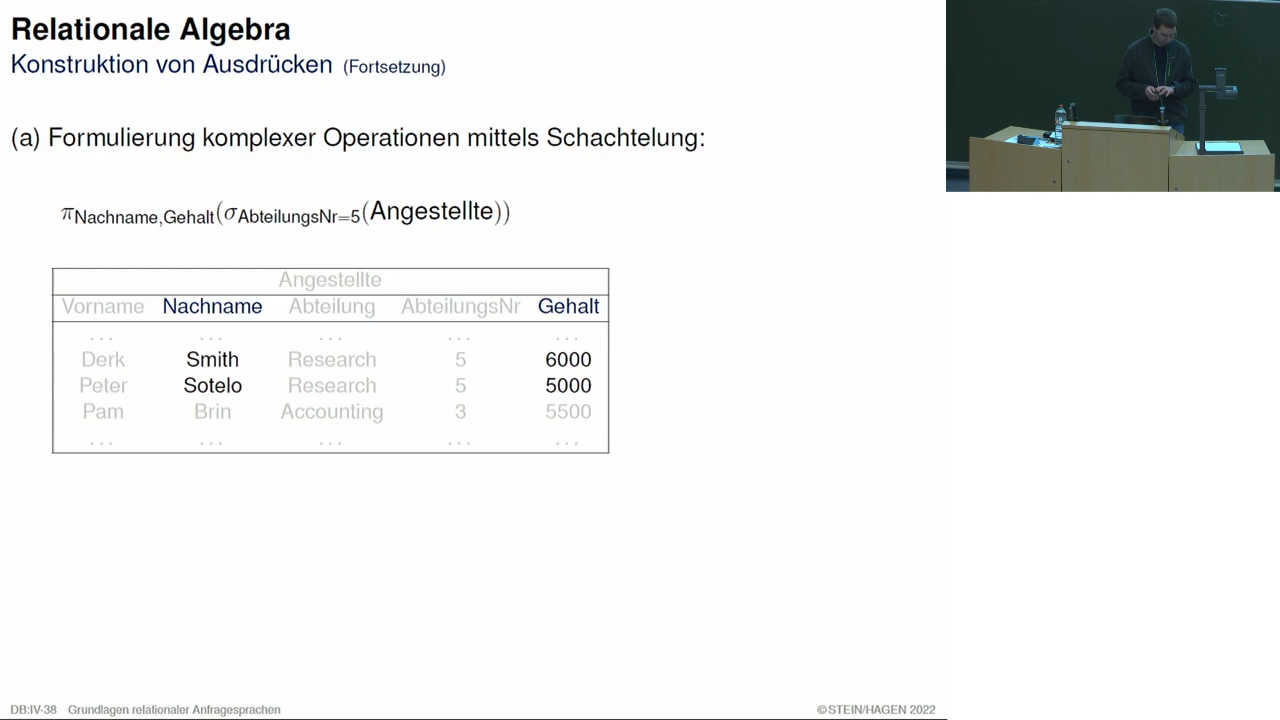 Relationale Algebra
Konstruktion von Ausdrücken (Fortsetzung)
(a) Formulierung komplexer Operationen mittels Schachtelung:
π Nachname,Gehalt(σ AbteilungsNr=5(Angestellte))
Angestellte
Vorname Nachname Abteilung AbteilungsNr Gehalt
... ... ... ... ...
Derk Smith Research 5 6000
Peter Sotelo Research 5 5000
Pam Brin Accounting 3 5500
... ... ... ... ...
DB:IV-38 Grundlagen relationaler Anfragesprachen ©STEIN/HAGEN 2022